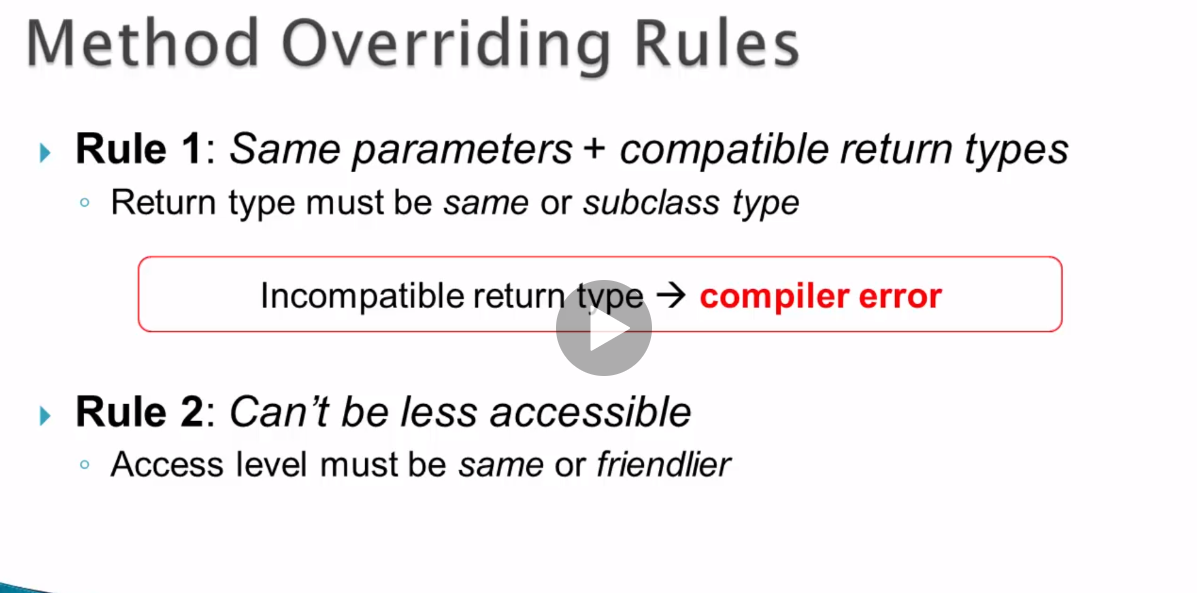 Method Overriding Rules
Rule 1: Same parameters + compatible return types
Return type must be same or subclass type
Incompatible return type → compiler error
Rule 2: Can't be less accessible
Access level must be same or friendlier